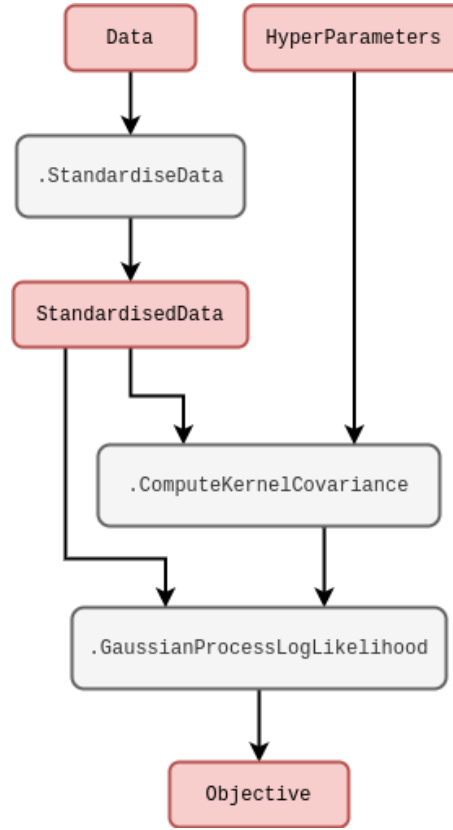 Data
HyperParameters
.StandardiseData
StandardisedData
.ComputeKernelCovariance
.GaussianProcessLogLikelihood
Objective